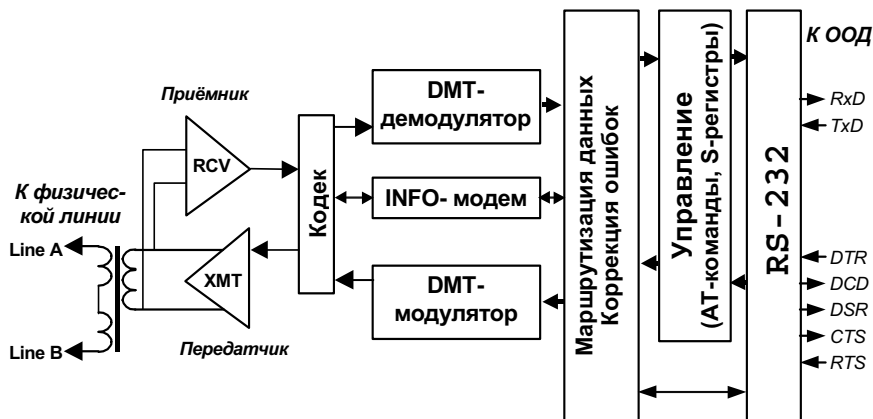 К физичес-
кой линии
Line A
Line B
Приёмник
RCV
XMT
Передатчик
Кодек
DMT-
демодулятор
INFO- модем
DMT-
модулятор
Маршрутизация данных
Коррекция ошибок
Управление
(АТ-команды, S-регистры)
RS-232
К ООД
RxD
TxD
DTR
DCD
DSR
CTS
RTS